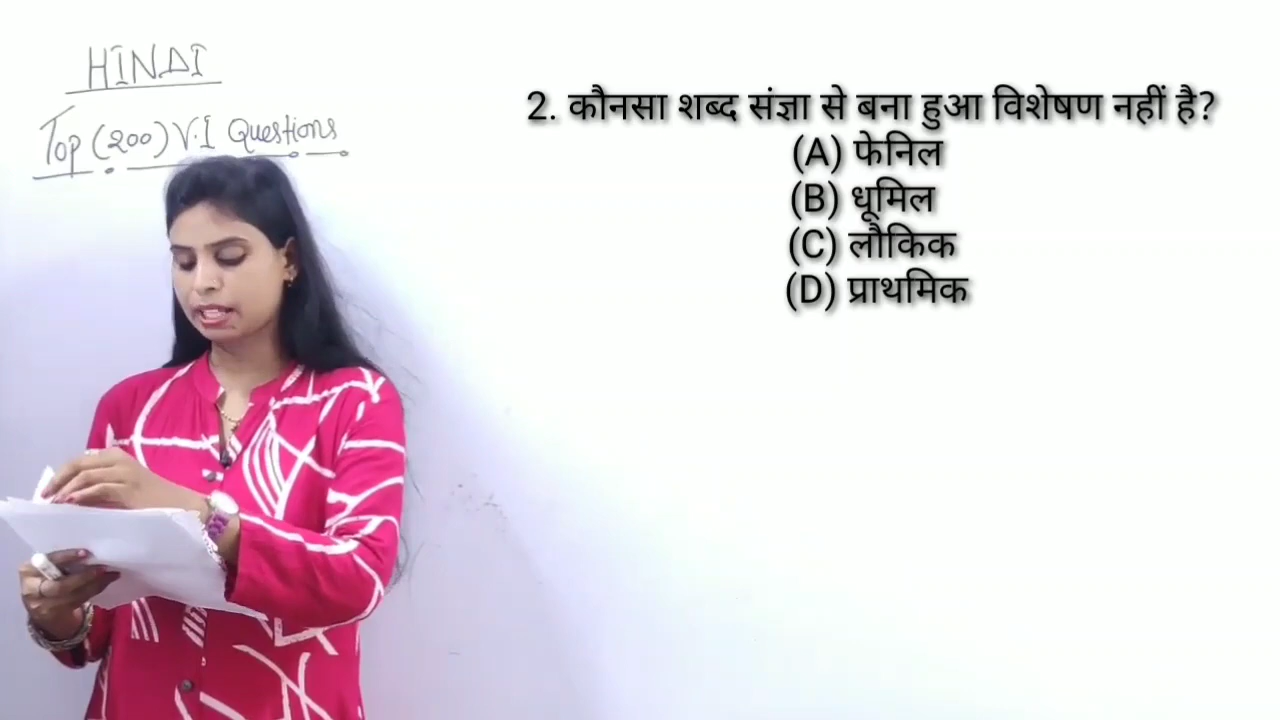 HINDI
Top (200) V.I Questions
2. कौनसा शब्द संज्ञा से बना हुआ विशेषण नहीं है?
(A) फेनिल
(B) धूमिल
(C) लौकिक
(D) प्राथमिक